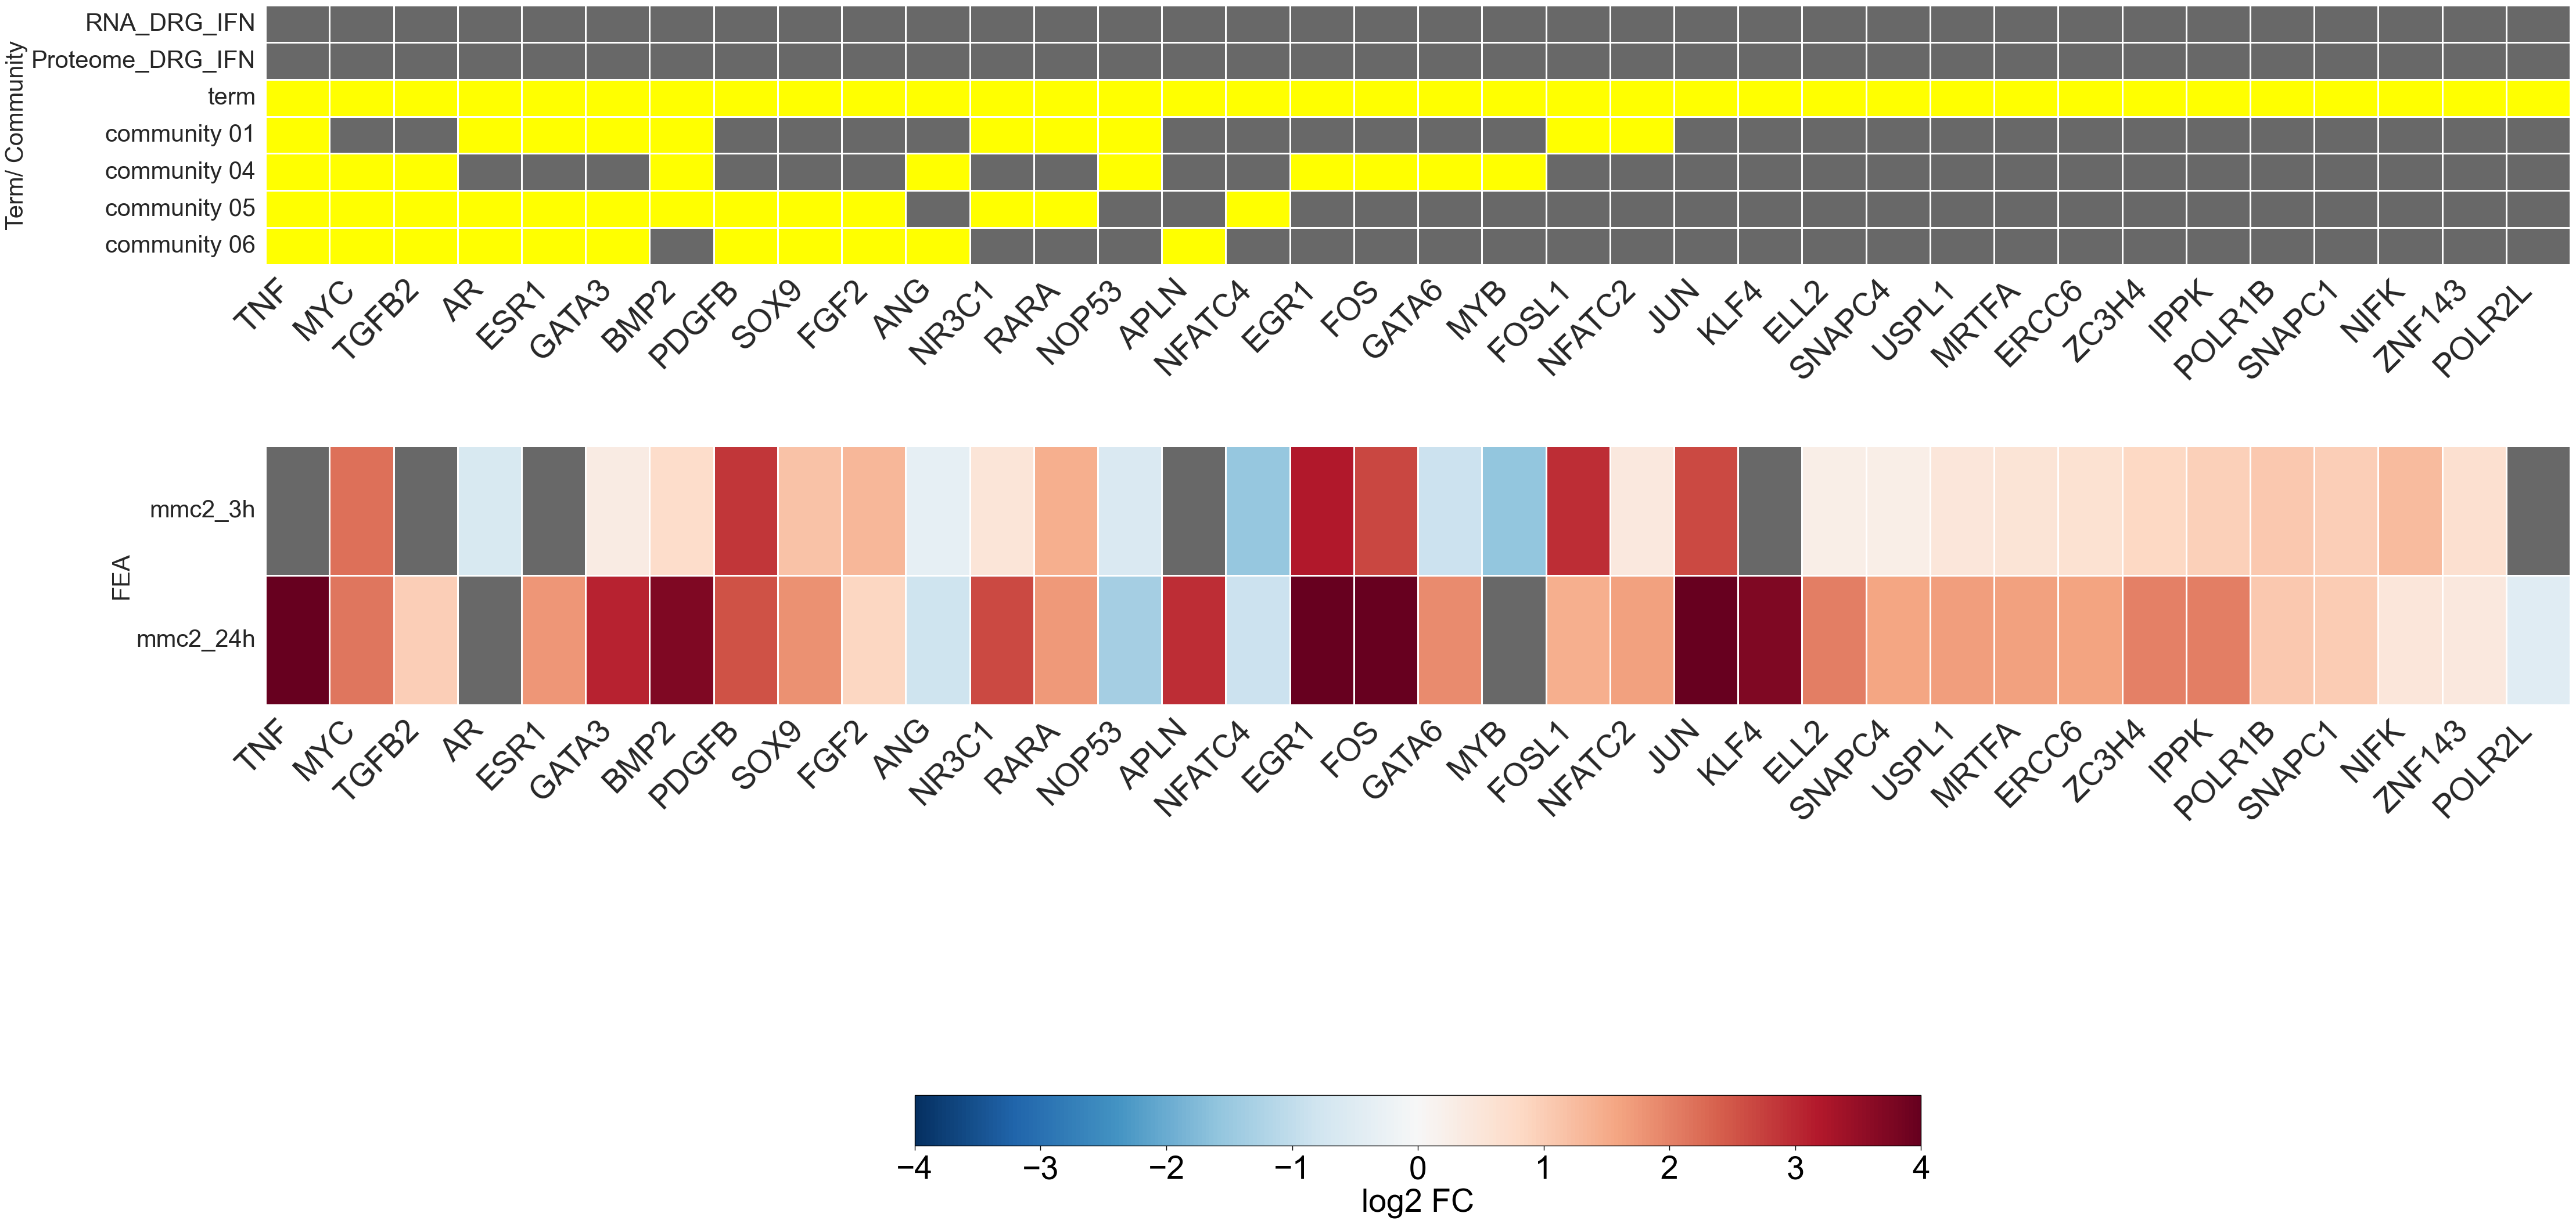 Term/ Community
RNA_DRG_IFN
Proteome_DRG_IFN
term
community 01
community 04
community 05
community 06
TNF MYC TGFB2 AR ESR1 GATA3 BMP2 PDGFB SOX9 FGF2 ANG NR3C1 RARA NOP53 APLN NFATC4 EGR1 FOS GATA6 MYB FOSL1 NFATC2 JUN KLF4 ELL2 SNAPC4 USPL1 MRTFA ERCC6 ZC3H4 IPPK POLR1B SNAPC1 NIFK ZNF143 POLR2L
FEA
mmc2_3h
mmc2_24h
TNF MYC TGFB2 AR ESR1 GATA3 BMP2 PDGFB SOX9 FGF2 ANG NR3C1 RARA NOP53 APLN NFATC4 EGR1 FOS GATA6 MYB FOSL1 NFATC2 JUN KLF4 ELL2 SNAPC4 USPL1 MRTFA ERCC6 ZC3H4 IPPK POLR1B SNAPC1 NIFK ZNF143 POLR2L
−4 −3 −2 −1 0 1 2 3 4
log2 FC